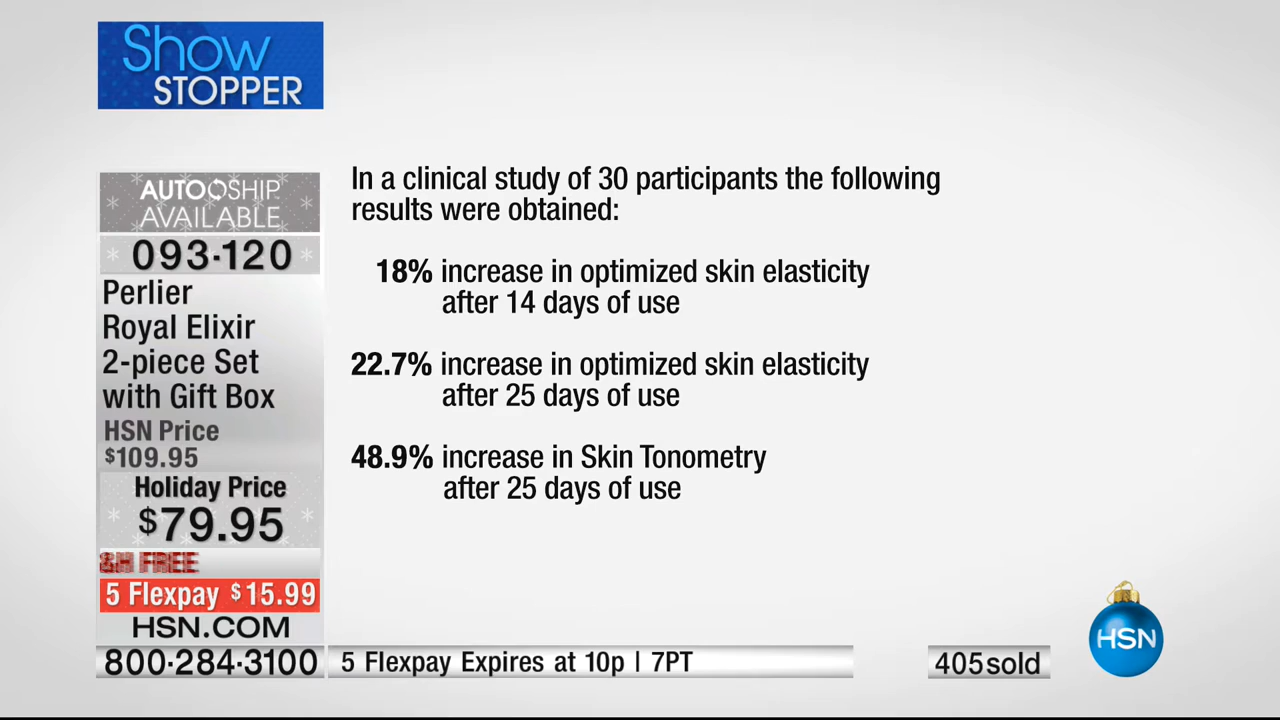 Show
STOPPER
AUTO SHIP
AVAILABLE
093·120
Perlier
Royal Elixir
2-piece Set
with Gift Box
HSN Price
$109.95
Holiday Price
$79.95
&H FREE
5 Flexpay $15.99
HSN.COM
800·284·3100
In a clinical study of 30 participants the following
results were obtained:
18% increase in optimized skin elasticity
after 14 days of use
22.7% increase in optimized skin elasticity
after 25 days of use
48.9% increase in Skin Tonometry
after 25 days of use
5 Flexpay Expires at 10p | 7PT
405sold
HSN